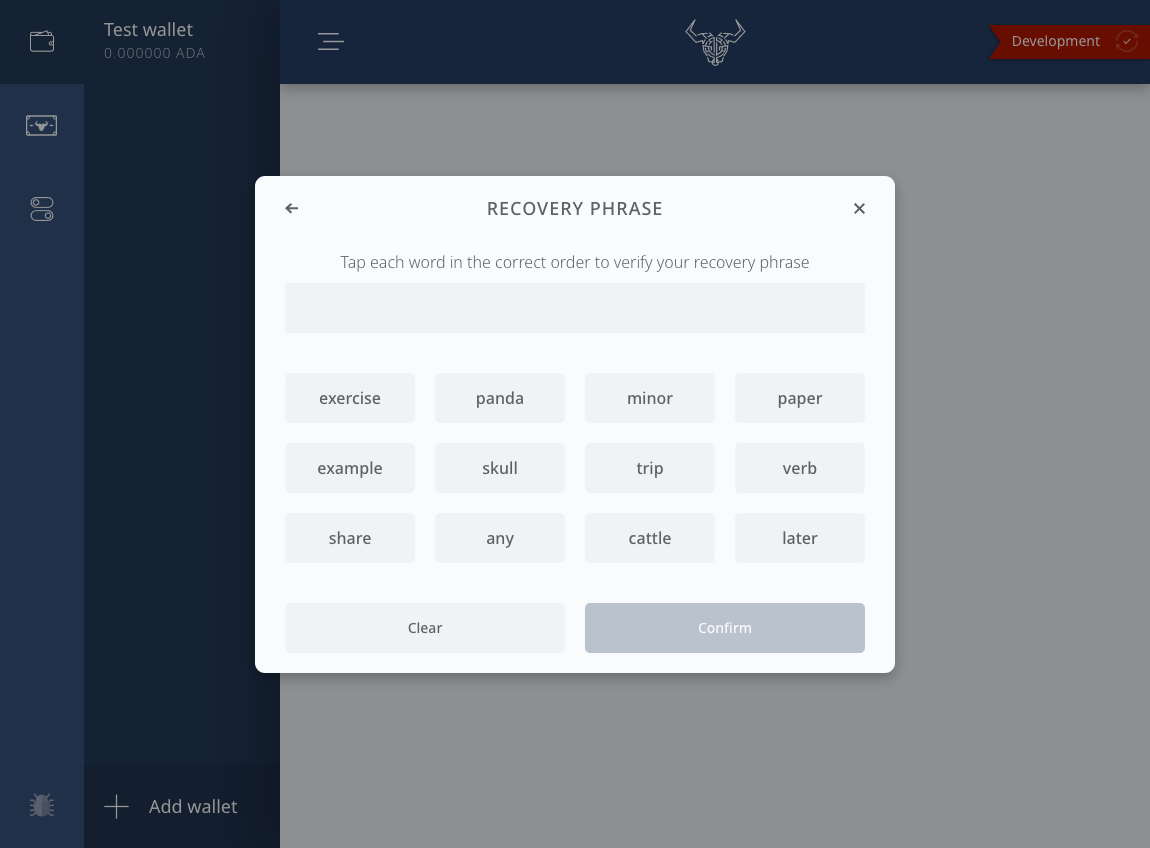 Test wallet
0.000000 ADA
Development
RECOVERY PHRASE
Tap each word in the correct order to verify your recovery phrase
exercise panda minor paper
example skull trip verb
share any cattle later
Clear Confirm
Add wallet